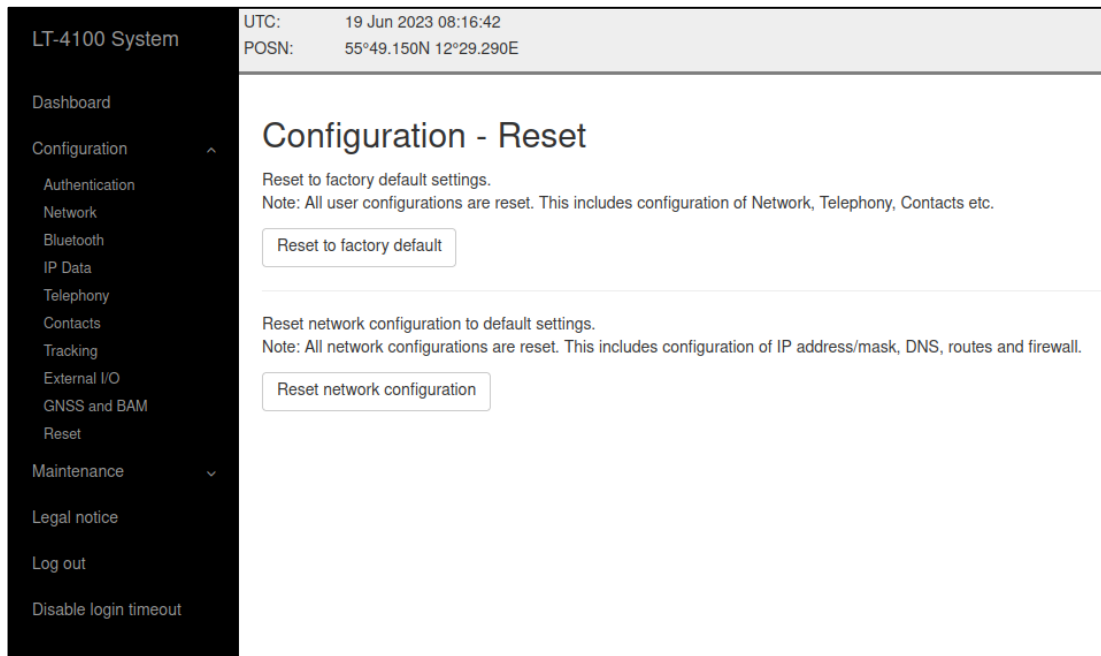 LT-4100 System
UTC: 19 Jun 2023 08:16:42
POSN: 55°49.150N 12°29.290E
Dashboard
Configuration
Authentication
Network
Bluetooth
IP Data
Telephony
Contacts
Tracking
External I/O
GNSS and BAM
Reset
Maintenance
Legal notice
Log out
Disable login timeout
Configuration - Reset
Reset to factory default settings.
Note: All user configurations are reset. This includes configuration of Network, Telephony, Contacts etc.
Reset to factory default
Reset network configuration to default settings.
Note: All network configurations are reset. This includes configuration of IP address/mask, DNS, routes and firewall.
Reset network configuration